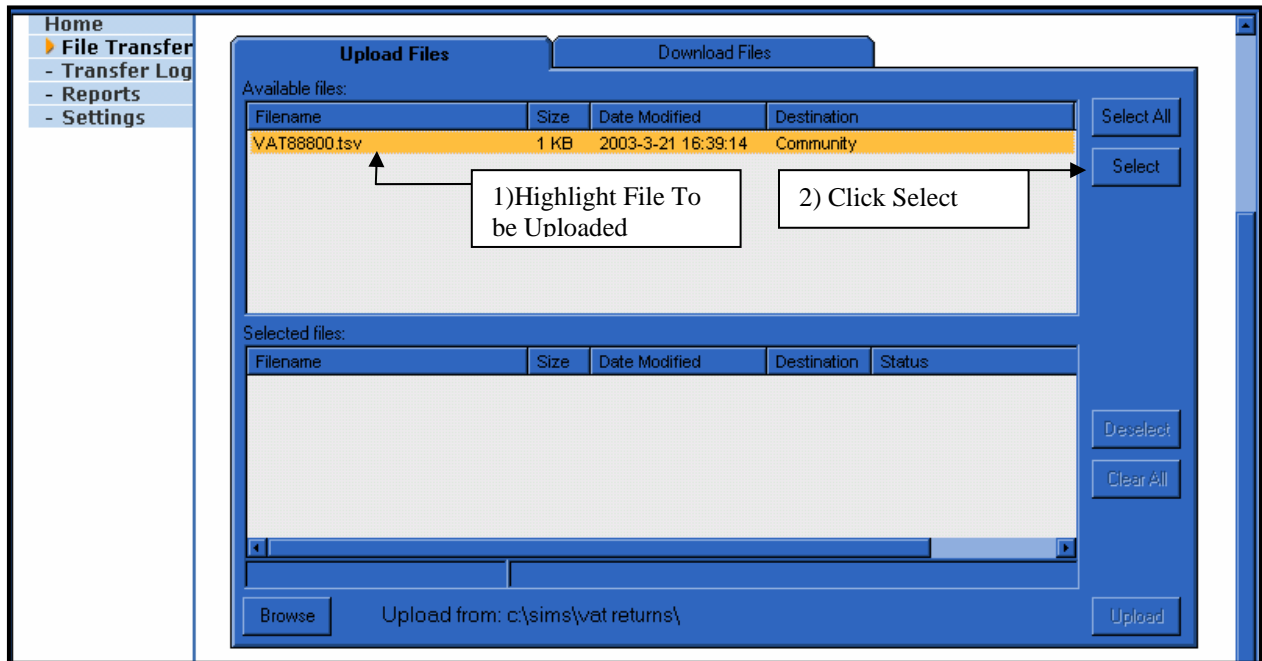 Home
File Transfer
- Transfer Log
- Reports
- Settings
Upload Files
Download Files
Available files:
Filename Size Date Modified Destination
VAT88800.tsv 1 KB 2003-3-21 16:39:14 Community
Select All
Select
1)Highlight File To
be Uploaded
2) Click Select
Selected files:
Filename Size Date Modified Destination Status
Deselect
Clear All
Browse Upload from: c:\sims\vat returns\ Upload